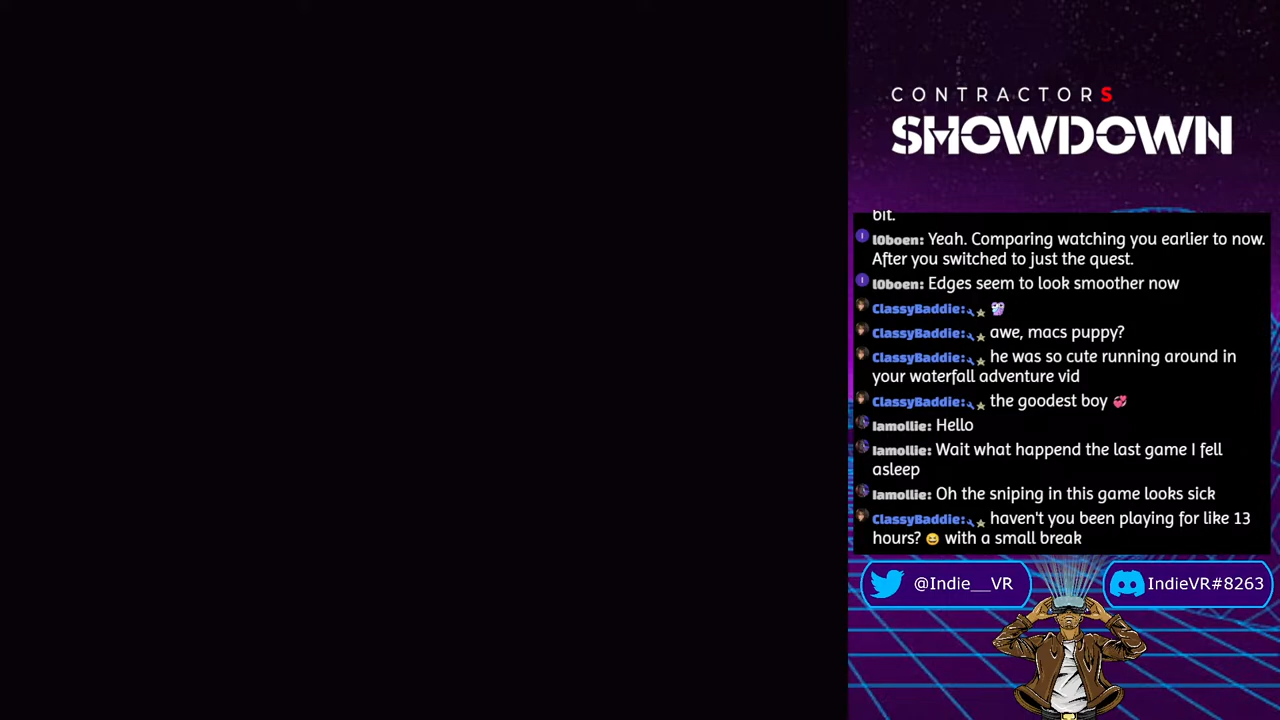 CONTRACTORS
SHOWDOWN
bit.
l0boen: Yeah. Comparing watching you earlier to now.
After you switched to just the quest.
l0boen: Edges seem to look smoother now
ClassyBaddie:
ClassyBaddie: awe, macs puppy?
ClassyBaddie: he was so cute running around in
your waterfall adventure vid
ClassyBaddie: the goodest boy 💞
Iamollie: Hello
Iamollie: Wait what happend the last game I fell
asleep
Iamollie: Oh the sniping in this game looks sick
ClassyBaddie: haven't you been playing for like 13
hours? 😄 with a small break
@Indie__VR
IndieVR#8263